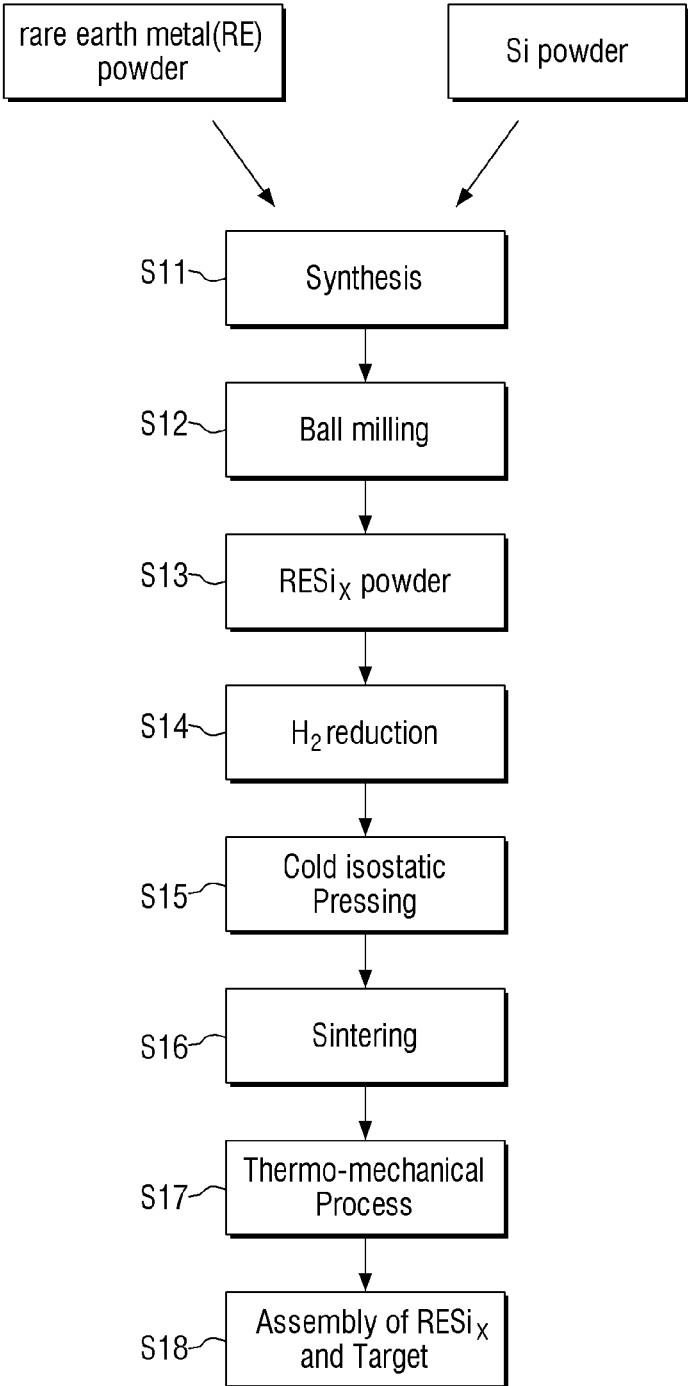 rare earth metal(RE)
powder
Si powder
S11
Synthesis
S12
Ball milling
S13
RESiX powder
S14
H2 reduction
S15
Cold isostatic
Pressing
S16
Sintering
S17
Thermo-mechanical
Process
S18
Assembly of RESiX
and Target